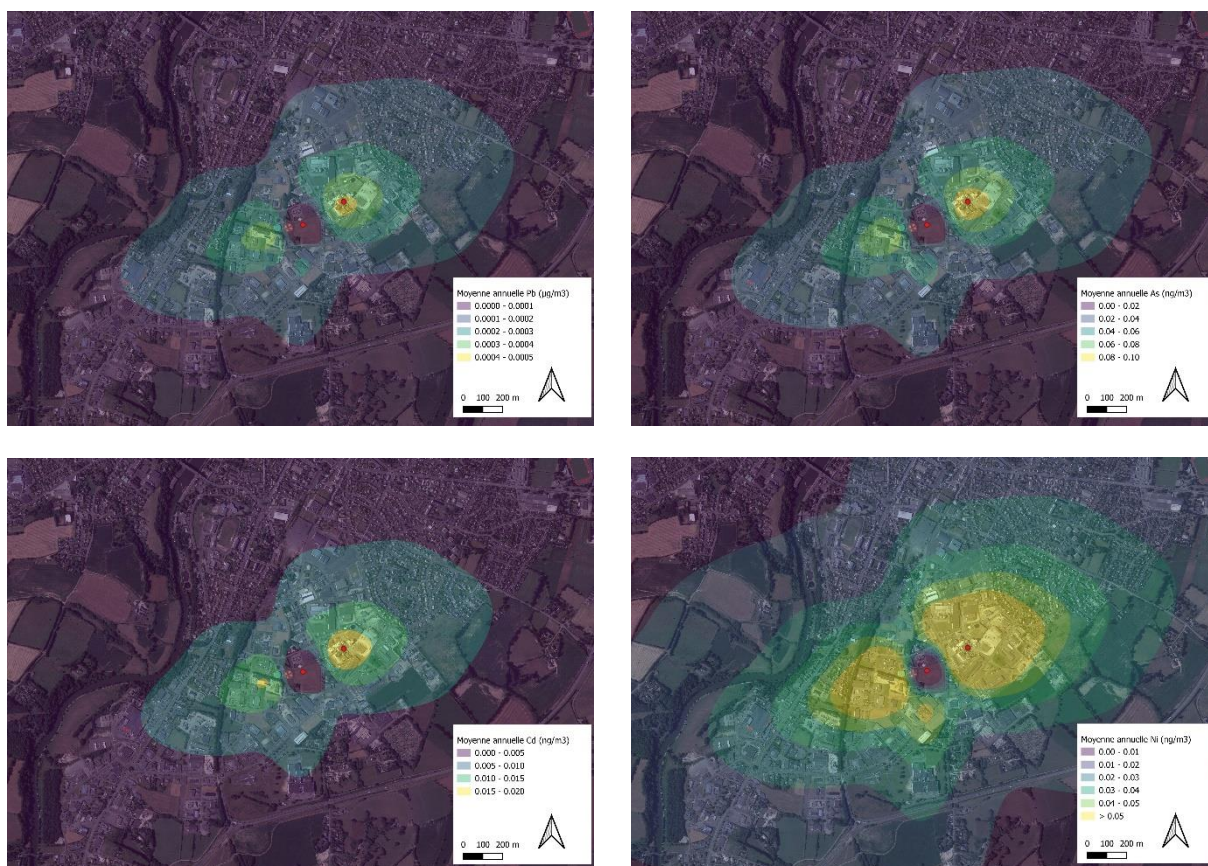 Moyenne annuelle Pb (µg/m3)
0.0000 - 0.0001
0.0001 - 0.0002
0.0002 - 0.0003
0.0003 - 0.0004
0.0004 - 0.0005
0 100 200 m
Moyenne annuelle As (ng/m3)
0.00 - 0.02
0.02 - 0.04
0.04 - 0.06
0.06 - 0.08
0.08 - 0.10
0 100 200 m
Moyenne annuelle Cd (ng/m3)
0.000 - 0.005
0.005 - 0.010
0.010 - 0.015
0.015 - 0.020
0 100 200 m
Moyenne annuelle Ni (ng/m3)
0.00 - 0.01
0.01 - 0.02
0.02 - 0.03
0.03 - 0.04
0.04 - 0.05
> 0.05
0 100 200 m